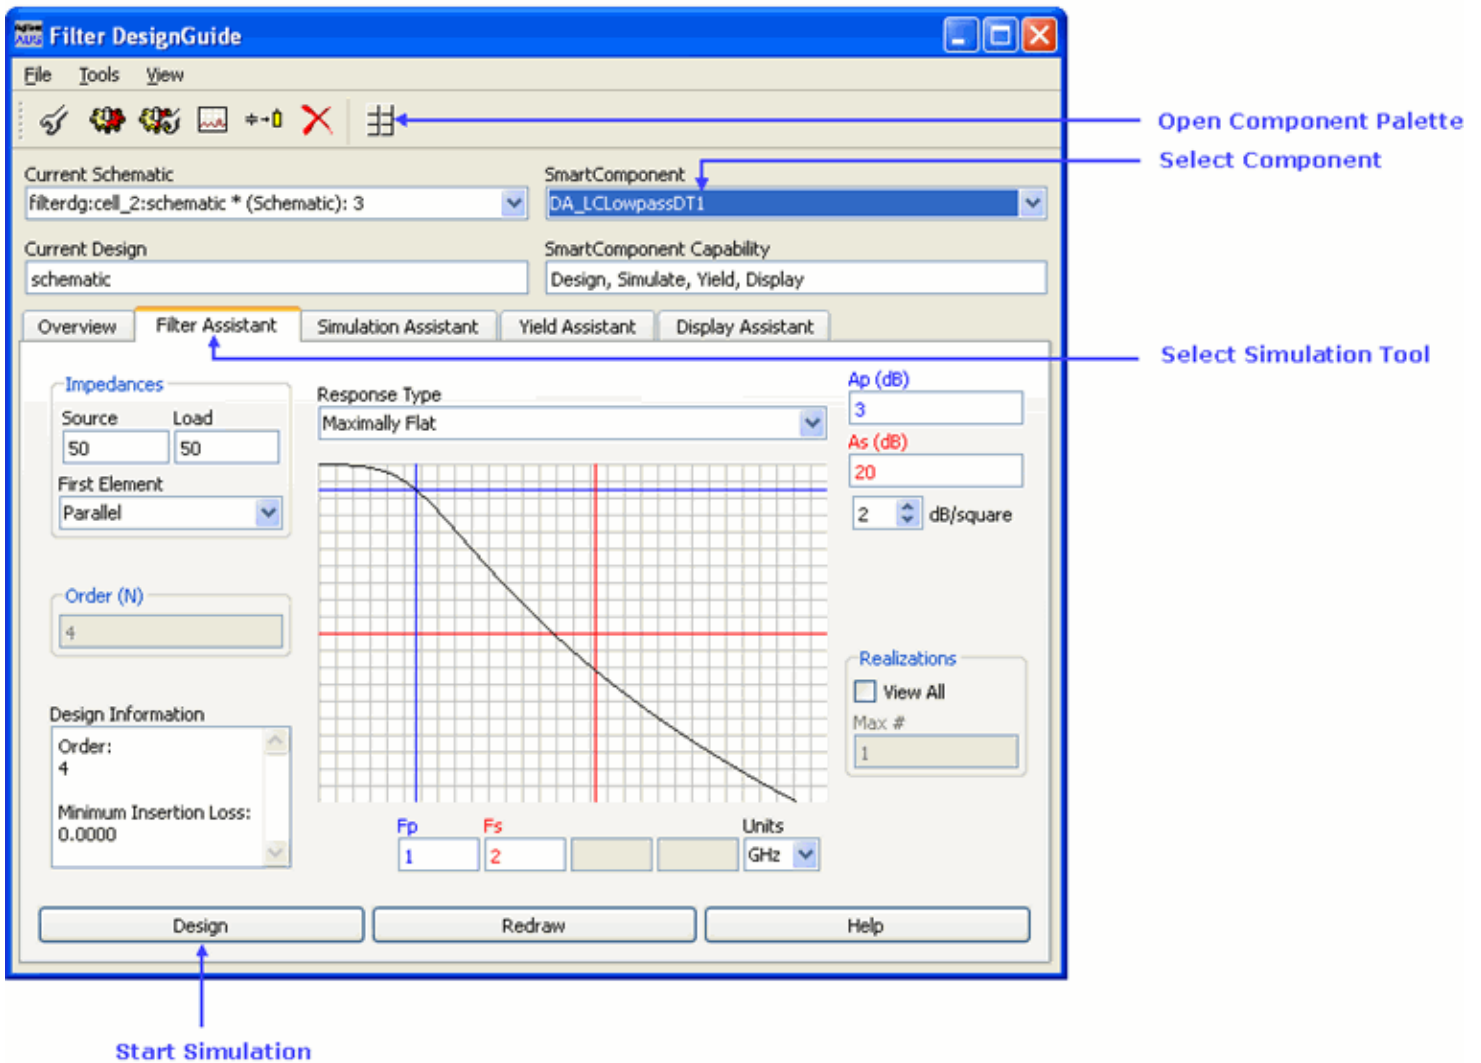 Filter DesignGuide
File Tools View
Open Component Palette
Select Component
Current Schematic
SmartComponent
filterdg:cell_2:schematic * (Schematic): 3
DA_LCLowpassDT1
Current Design
SmartComponent Capability
schematic
Design, Simulate, Yield, Display
Overview
Filter Assistant
Simulation Assistant
Yield Assistant
Display Assistant
Select Simulation Tool
Impedances
Source
Load
50
50
First Element
Parallel
Response Type
Maximally Flat
Ap (dB)
3
As (dB)
20
2 dB/square
Order (N)
4
Realizations
View All
Max #
1
Design Information
Order:
4
Minimum Insertion Loss:
0.0000
Fp
Fs
Units
1
2
GHz
Design
Redraw
Help
Start Simulation